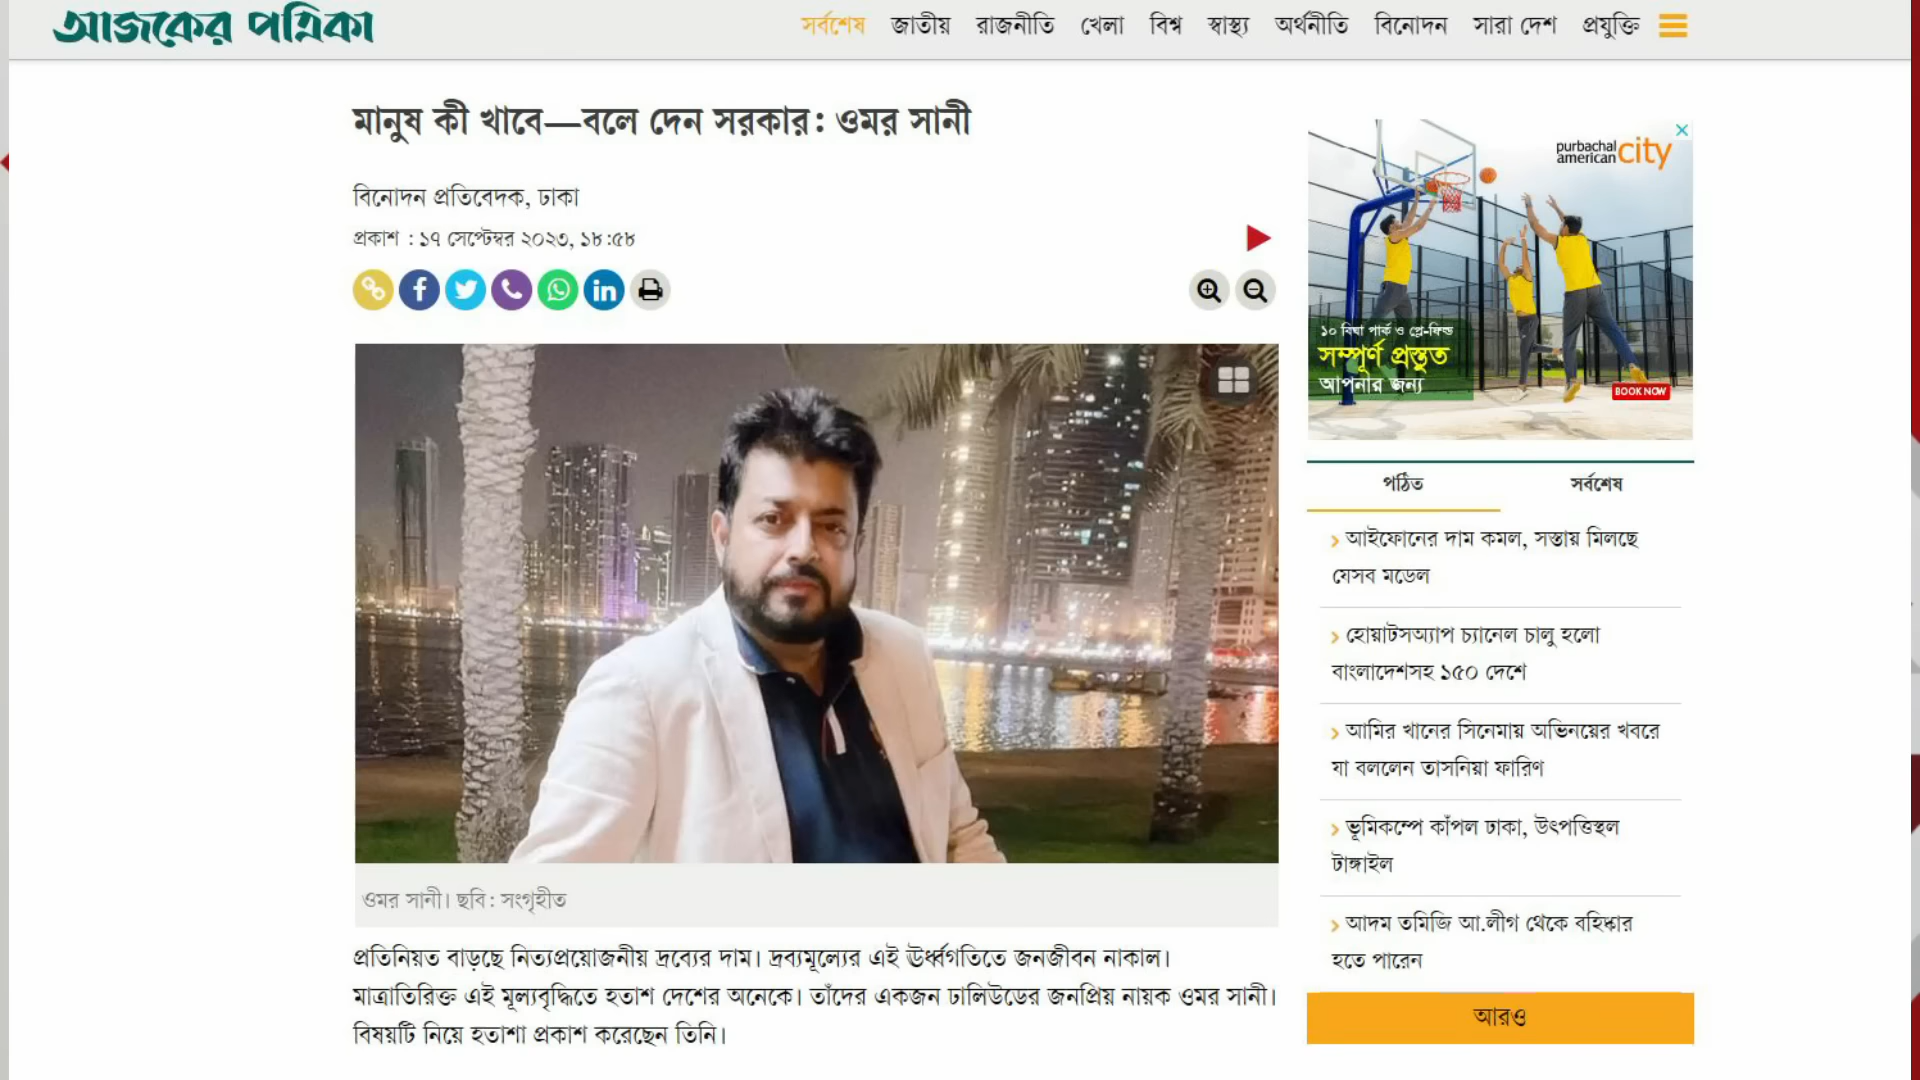 আজকের পত্রিকা
সর্বশেষ জাতীয় রাজনীতি খেলা বিশ্ব স্বাস্থ্য অর্থনীতি বিনোদন সারা দেশ প্রযুক্তি
মানুষ কী খাবে—বলে দেন সরকার: ওমর সানী
বিনোদন প্রতিবেদক, ঢাকা
প্রকাশ : ১৭ সেপ্টেম্বর ২০২৩, ১৮:৫৮
ওমর সানী। ছবি: সংগৃহীত
প্রতিনিয়ত বাড়ছে নিত্যপ্রয়োজনীয় দ্রব্যের দাম। দ্রব্যমূল্যের এই ঊর্ধ্বগতিতে জনজীবন নাকাল।
মাত্রাতিরিক্ত এই মূল্যবৃদ্ধিতে হতাশ দেশের অনেকে। তাঁদের একজন ঢালিউডের জনপ্রিয় নায়ক ওমর সানী।
বিষয়টি নিয়ে হতাশা প্রকাশ করেছেন তিনি।
purbachal
american city
১০ বিঘা পার্ক ও প্লে-ফিল্ড
সম্পূর্ণ প্রস্তুত
আপনার জন্য
BOOK NOW
পঠিত সর্বশেষ
আইফোনের দাম কমল, সস্তায় মিলছে
যেসব মডেল
হোয়াটসঅ্যাপ চ্যানেল চালু হলো
বাংলাদেশসহ ১৫০ দেশে
আমির খানের সিনেমায় অভিনয়ের খবরে
যা বললেন তাসনিয়া ফারিণ
ভূমিকম্পে কাঁপল ঢাকা, উৎপত্তিস্থল
টাঙ্গাইল
আদম তমিজি আ.লীগ থেকে বহিষ্কার
হতে পারেন
আরও